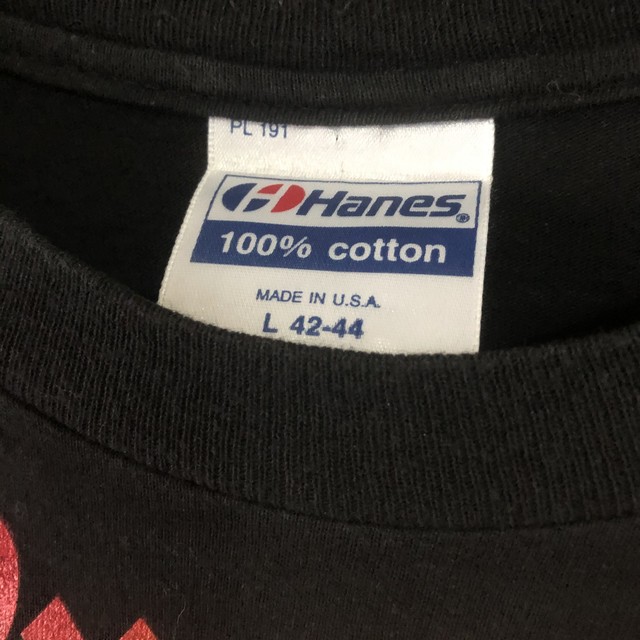 PL 191
Hanes®
100% cotton
MADE IN U.S.A.
L 42-44